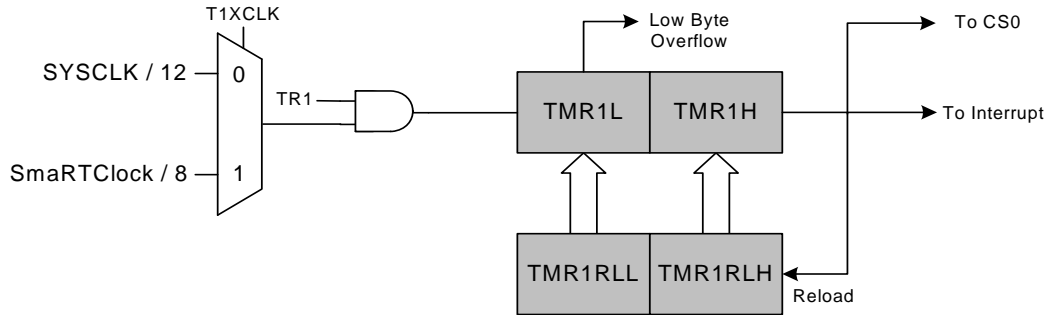 T1XCLK
Low Byte
Overflow
To CS0
SYSCLK / 12
0
TR1
TMR1L
TMR1H
To Interrupt
SmaRTClock / 8
1
TMR1RLL
TMR1RLH
Reload